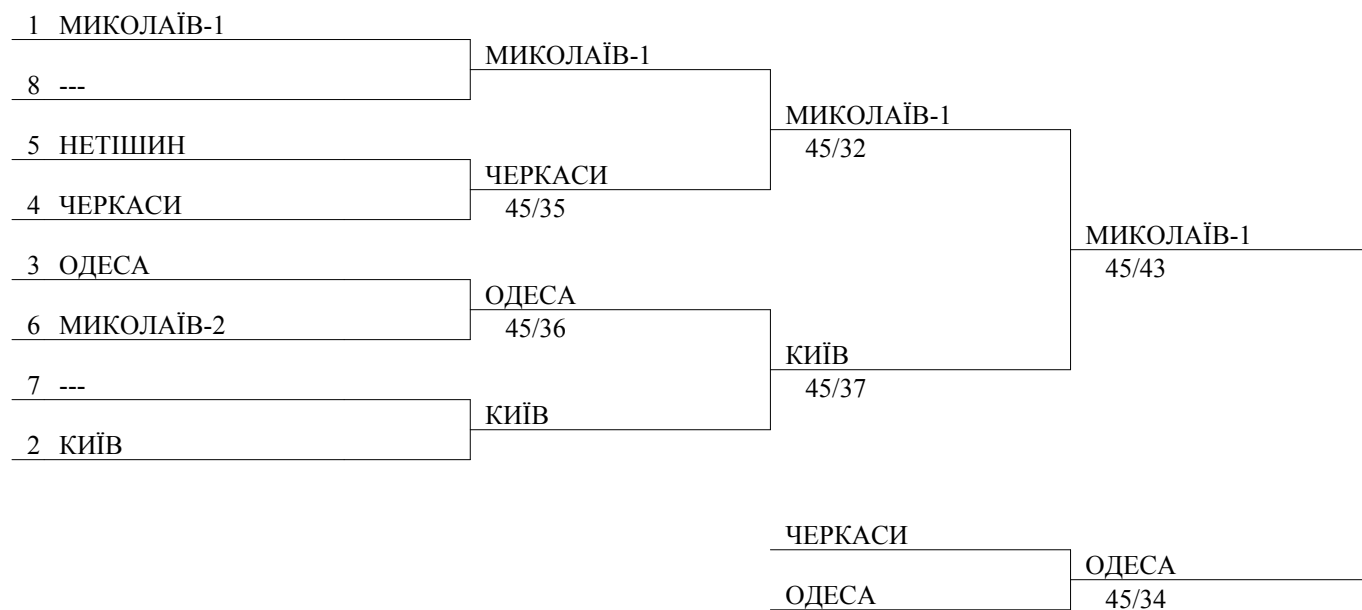 1 МИКОЛАЇВ-1
МИКОЛАЇВ-1
8 ---
МИКОЛАЇВ-1
45/32
5 НЕТІШИН
ЧЕРКАСИ
45/35
4 ЧЕРКАСИ
МИКОЛАЇВ-1
45/43
3 ОДЕСА
ОДЕСА
45/36
6 МИКОЛАЇВ-2
КИЇВ
45/37
7 ---
КИЇВ
2 КИЇВ
ЧЕРКАСИ
ОДЕСА
45/34
ОДЕСА